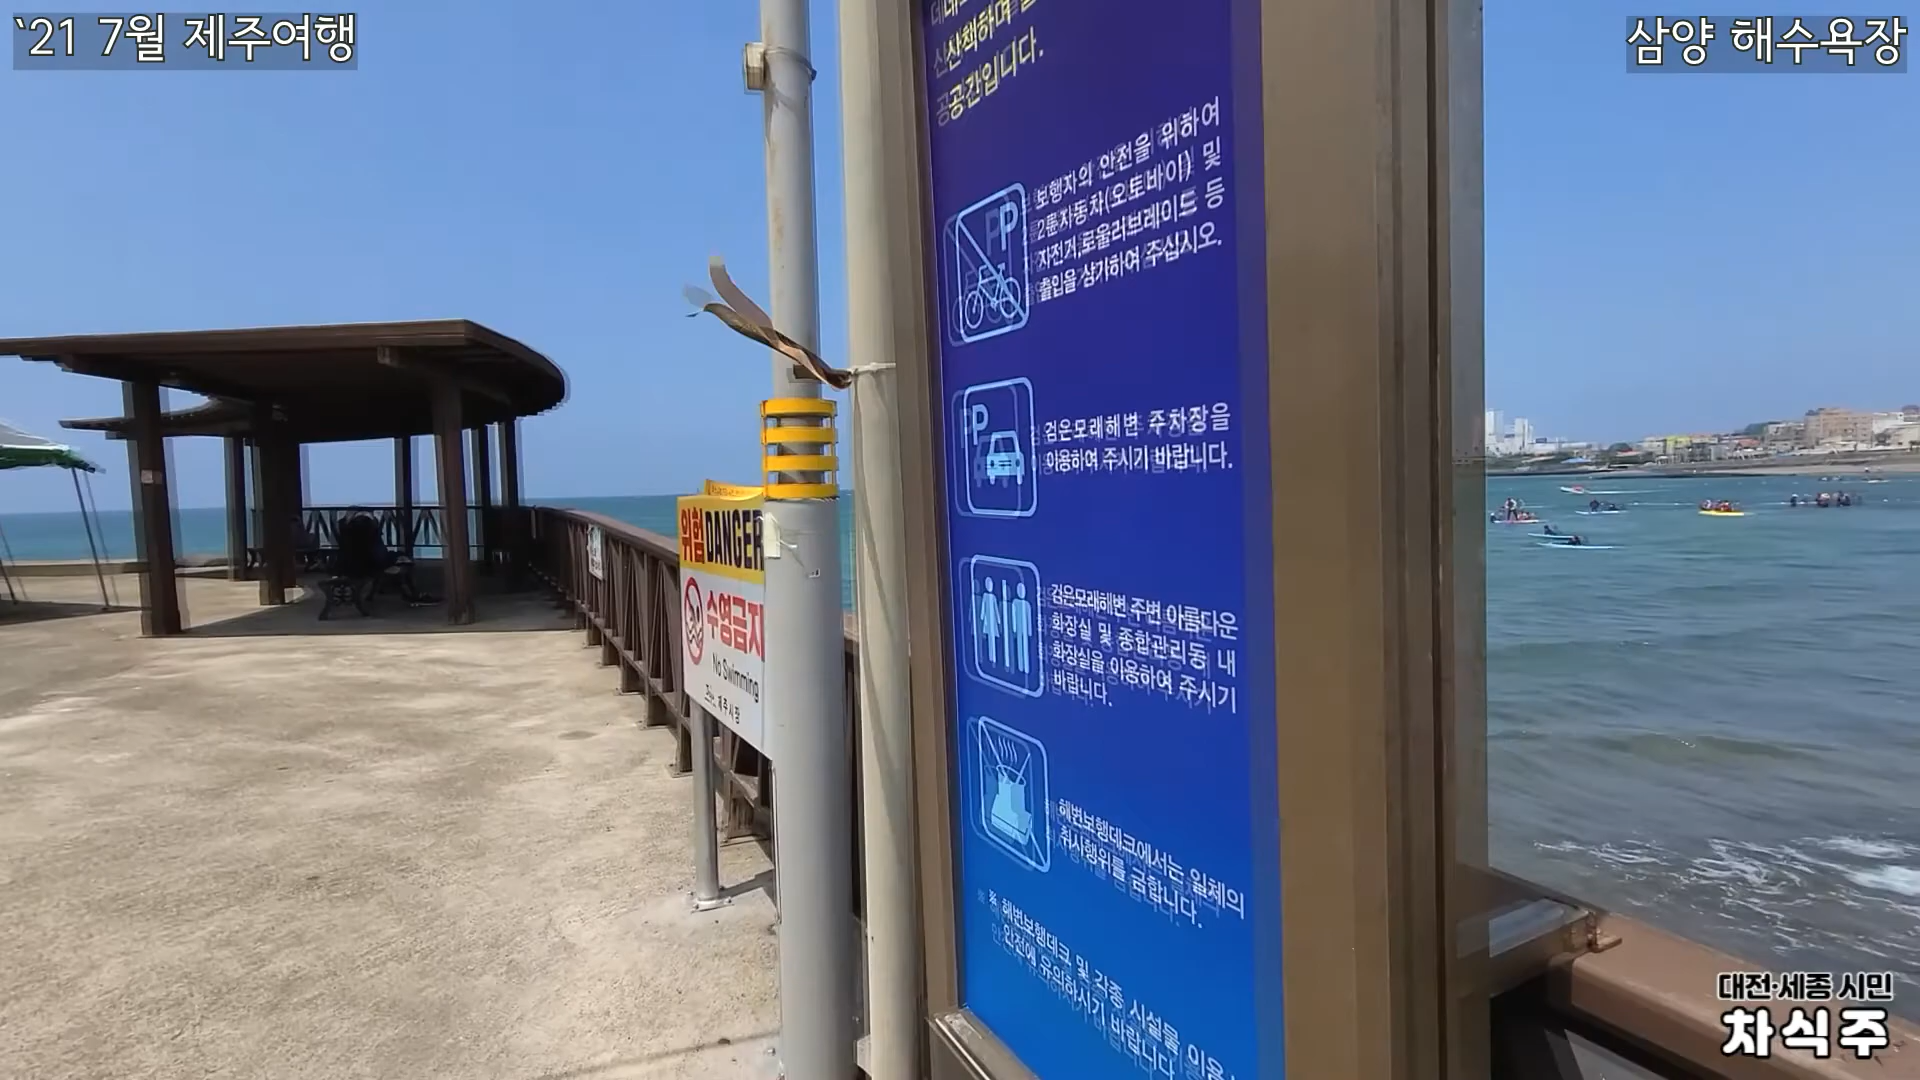 ‘21 7월 제주여행
삼양 해수욕장
산책하며
공간입니다.
보행자의 안전을 위하여
2륜자동차(오토바이) 및
자전거,로울러브레이드 등
출입을 삼가하여 주십시오.
P
검은모래해변 주차장을
이용하여 주시기 바랍니다.
P
검은모래해변 주변 아름다운
화장실 및 종합관리동 내
화장실을 이용하여 주시기
바랍니다.
해변보행데크에서는 일체의
취사행위를 금합니다.
※ 해변보행데크 및 각종 시설물 이용
안전에 유의하시기 바랍니다
위험 DANGER
수영금지
No Swimming
제주시장
대전·세종 시민
차식주